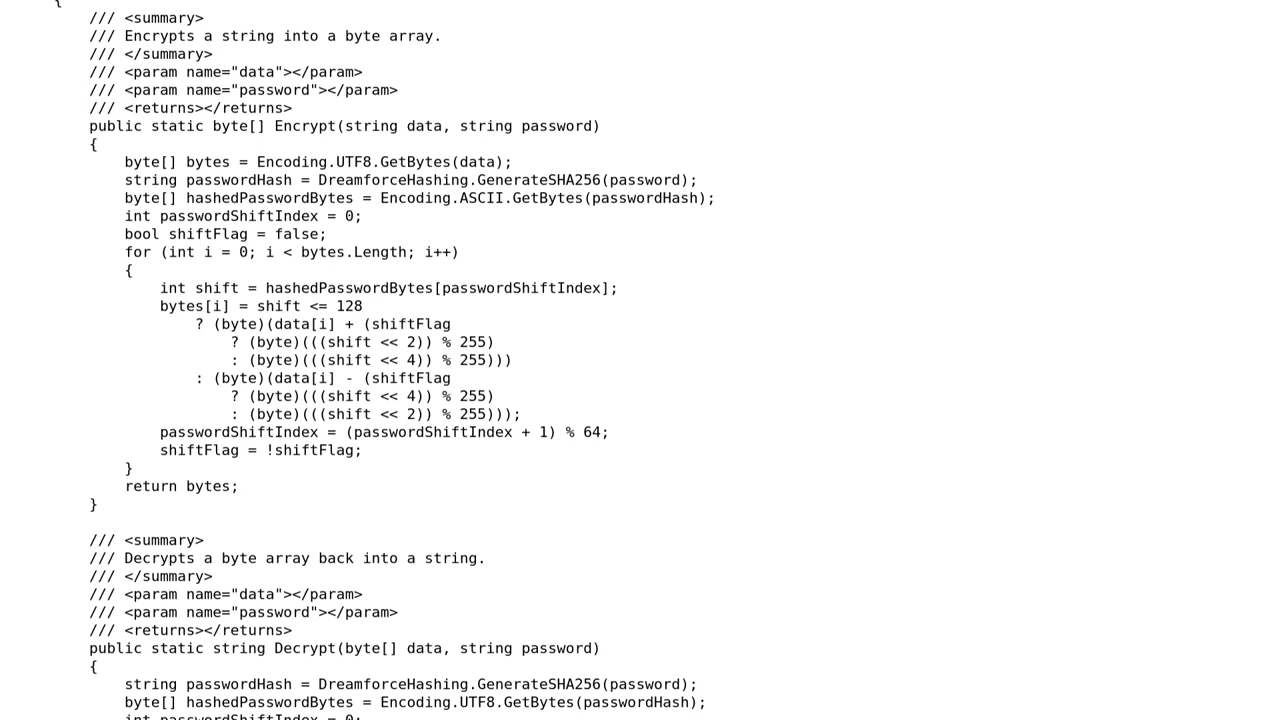 {
/// <summary>
/// Encrypts a string into a byte array.
/// </summary>
/// <param name="data"></param>
/// <param name="password"></param>
/// <returns></returns>
public static byte[] Encrypt(string data, string password)
{
byte[] bytes = Encoding.UTF8.GetBytes(data);
string passwordHash = DreamforceHashing.GenerateSHA256(password);
byte[] hashedPasswordBytes = Encoding.ASCII.GetBytes(passwordHash);
int passwordShiftIndex = 0;
bool shiftFlag = false;
for (int i = 0; i < bytes.Length; i++)
{
int shift = hashedPasswordBytes[passwordShiftIndex];
bytes[i] = shift <= 128
? (byte)(data[i] + (shiftFlag
? (byte)(((shift << 2)) % 255)
: (byte)(((shift << 4)) % 255)))
: (byte)(data[i] - (shiftFlag
? (byte)(((shift << 4)) % 255)
: (byte)(((shift << 2)) % 255)));
passwordShiftIndex = (passwordShiftIndex + 1) % 64;
shiftFlag = !shiftFlag;
}
return bytes;
}
/// <summary>
/// Decrypts a byte array back into a string.
/// </summary>
/// <param name="data"></param>
/// <param name="password"></param>
/// <returns></returns>
public static string Decrypt(byte[] data, string password)
{
string passwordHash = DreamforceHashing.GenerateSHA256(password);
byte[] hashedPasswordBytes = Encoding.UTF8.GetBytes(passwordHash);
int passwordShiftIndex = 0;